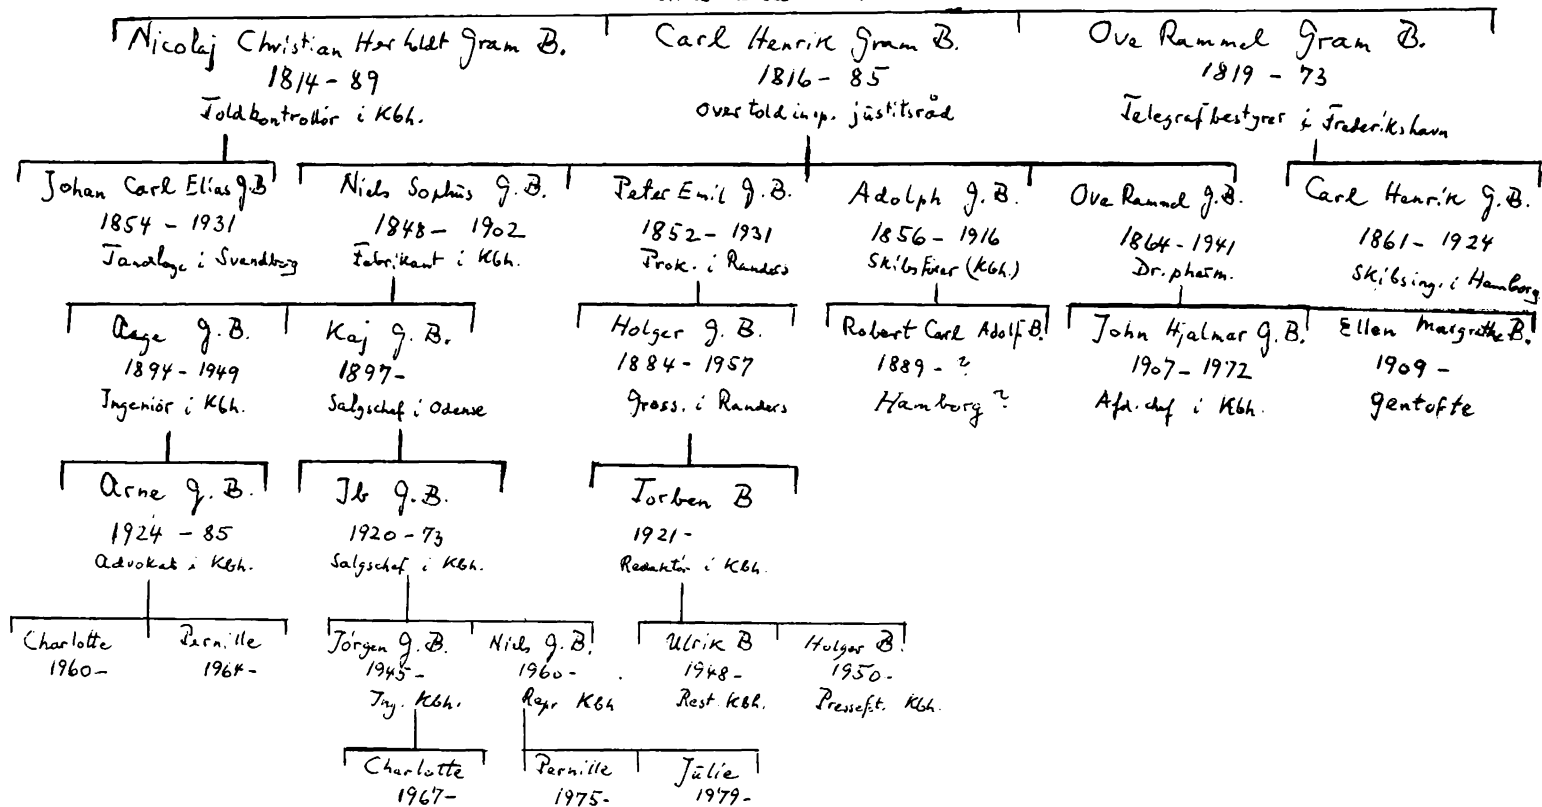 Nicolaj Christian Herholdt Gram B.
1814 - 89
Toldkontrollör i Kbh.
Carl Henrik Gram B.
1816 - 85
Overtoldinsp. justitsråd
Ove Rammel Gram B.
1819 - 73
Telegrafbestyrer i Frederikshavn
Johan Carl Elias G.B
1854 - 1931
Tandlæge i Svendborg
Niels Sophus G.B.
1848 - 1902
Fabrikant i Kbh.
Peter Emil G.B.
1852 - 1931
Prok. i Randers
Adolph G.B.
1856 - 1916
Skibsfører (Kbh.)
Ove Rammel G.B.
1864 - 1941
Dr. pharm.
Carl Henrik G.B.
1861 - 1924
Skibsing. i Hamborg
Aage G.B.
1894 - 1949
Ingeniör i Kbh.
Kaj G.B.
1897-
Salgschef i Odense
Holger G.B.
1884 - 1957
Gross. i Randers
Robert Carl Adolf B.
1889 - ?
Hamborg ?
John Hjalmar G.B.
1907 - 1972
Afd. chef i Kbh.
Ellen Margrethe B.
1909 -
Gentofte
Arne G.B.
1924 - 85
Advokat i Kbh.
Ib G.B.
1920 - 73
Salgschef i Kbh.
Torben B
1921-
Redaktör i Kbh.
Charlotte
1960-
Pernille
1964-
Jörgen G.B.
1945-
Ing. Kbh.
Niels G.B.
1960-
Repr Kbh
Ulrik B
1948-
Rest. Kbh.
Holger B.
1950-
Pressef.t. Kbh.
Charlotte
1967-
Pernille
1975-
Julie
1979-